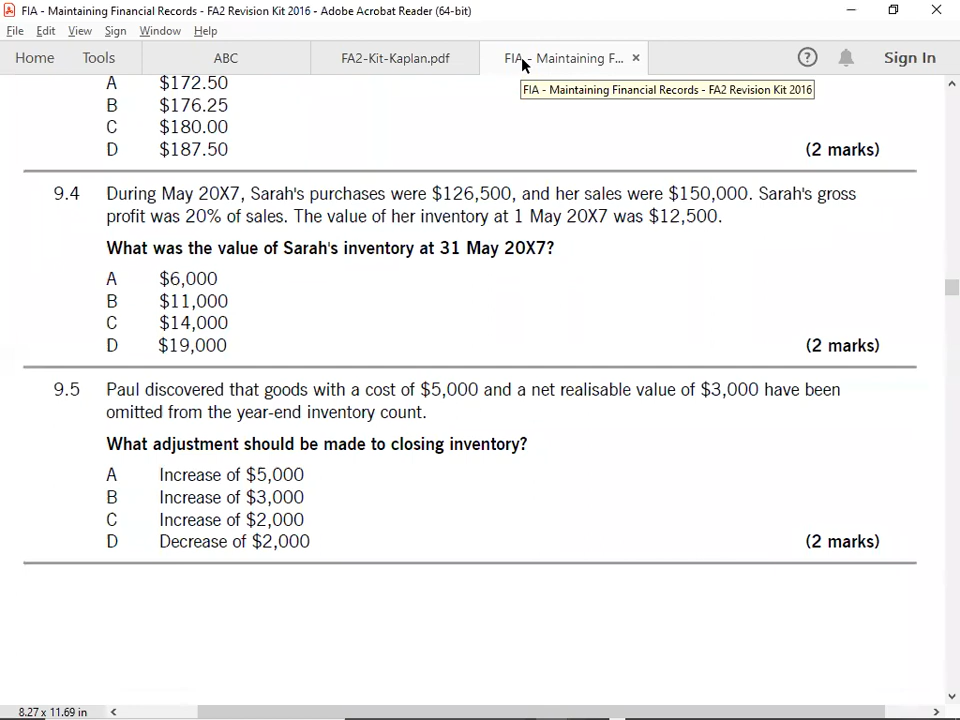 FIA - Maintaining Financial Records - FA2 Revision Kit 2016 - Adobe Acrobat Reader (64-bit)
File Edit View Sign Window Help
Home Tools ABC FA2-Kit-Kaplan.pdf FIA - Maintaining F... × ? Sign In
FIA - Maintaining Financial Records - FA2 Revision Kit 2016
A $172.50
B $176.25
C $180.00
D $187.50 (2 marks)
9.4 During May 20X7, Sarah's purchases were $126,500, and her sales were $150,000. Sarah's gross
profit was 20% of sales. The value of her inventory at 1 May 20X7 was $12,500.
What was the value of Sarah's inventory at 31 May 20X7?
A $6,000
B $11,000
C $14,000
D $19,000 (2 marks)
9.5 Paul discovered that goods with a cost of $5,000 and a net realisable value of $3,000 have been
omitted from the year-end inventory count.
What adjustment should be made to closing inventory?
A Increase of $5,000
B Increase of $3,000
C Increase of $2,000
D Decrease of $2,000 (2 marks)
8.27 x 11.69 in